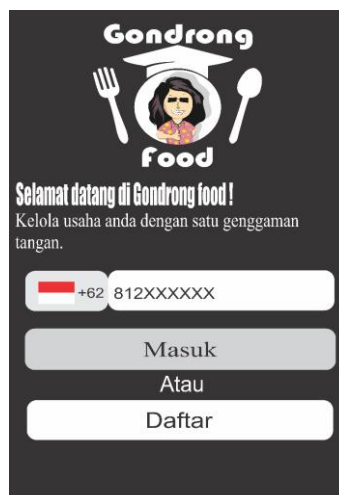 Gondrong
Food
Selamat datang di Gondrong food !
Kelola usaha anda dengan satu genggaman
tangan.
+62 812XXXXXX
Masuk
Atau
Daftar